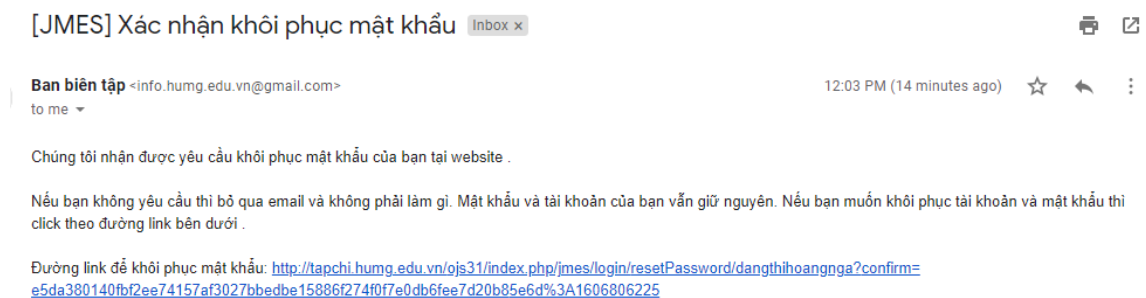 [JMES] Xác nhận khôi phục mật khẩu Inbox x
Ban biên tập <info.humg.edu.vn@gmail.com> 12:03 PM (14 minutes ago)
to me
Chúng tôi nhận được yêu cầu khôi phục mật khẩu của bạn tại website .
Nếu bạn không yêu cầu thì bỏ qua email và không phải làm gì. Mật khẩu và tài khoản của bạn vẫn giữ nguyên. Nếu bạn muốn khôi phục tài khoản và mật khẩu thì
click theo đường link bên dưới .
Đường link để khôi phục mật khẩu: http://tapchi.humg.edu.vn/ojs31/index.php/jmes/login/resetPassword/dangthihoangnga?confirm=
e5da380140fbf2ee74157af3027bbedbe15886f274f0f7e0db6fee7d20b85e6d%3A1606806225